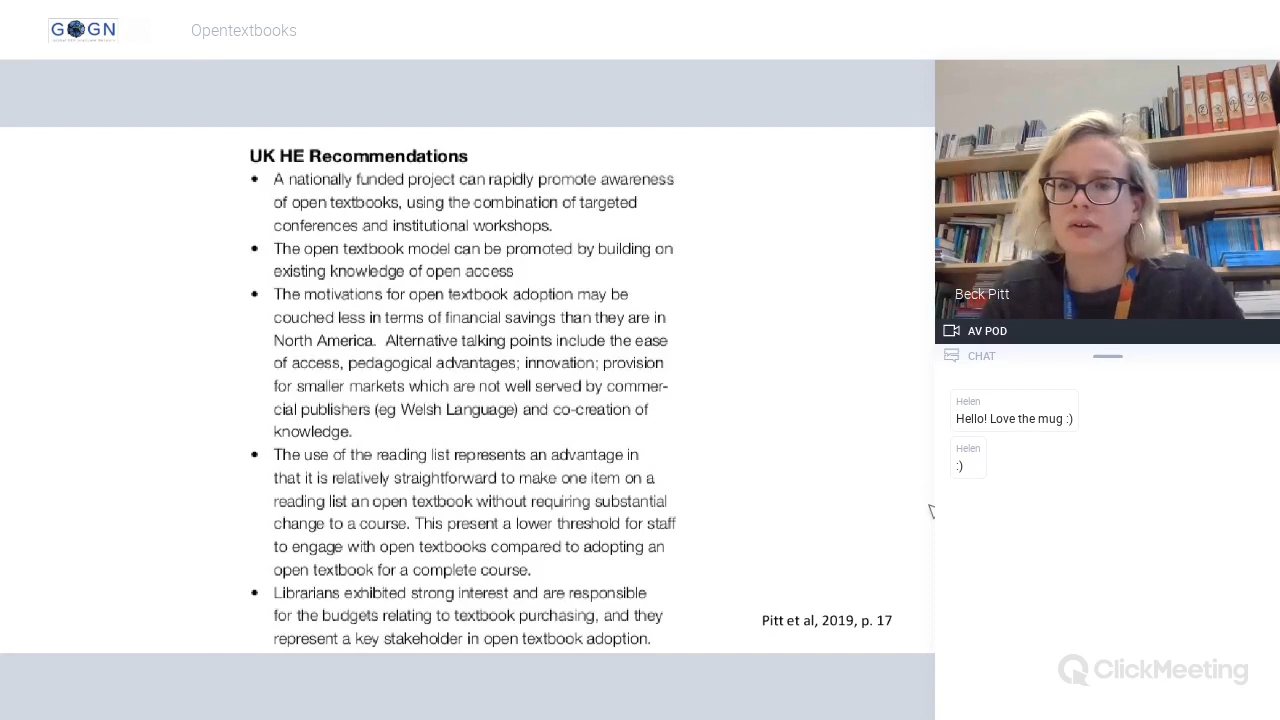 GOGN
Opentextbooks
UK HE Recommendations
• A nationally funded project can rapidly promote awareness
of open textbooks, using the combination of targeted
conferences and institutional workshops.
• The open textbook model can be promoted by building on
existing knowledge of open access
• The motivations for open textbook adoption may be
couched less in terms of financial savings than they are in
North America. Alternative talking points include the ease
of access, pedagogical advantages; innovation; provision
for smaller markets which are not well served by commer-
cial publishers (eg Welsh Language) and co-creation of
knowledge.
• The use of the reading list represents an advantage in
that it is relatively straightforward to make one item on a
reading list an open textbook without requiring substantial
change to a course. This present a lower threshold for staff
to engage with open textbooks compared to adopting an
open textbook for a complete course.
• Librarians exhibited strong interest and are responsible
for the budgets relating to textbook purchasing, and they
represent a key stakeholder in open textbook adoption.
Pitt et al, 2019, p. 17
Beck Pitt
AV POD
CHAT
Helen
Hello! Love the mug :)
Helen
:)
ClickMeeting